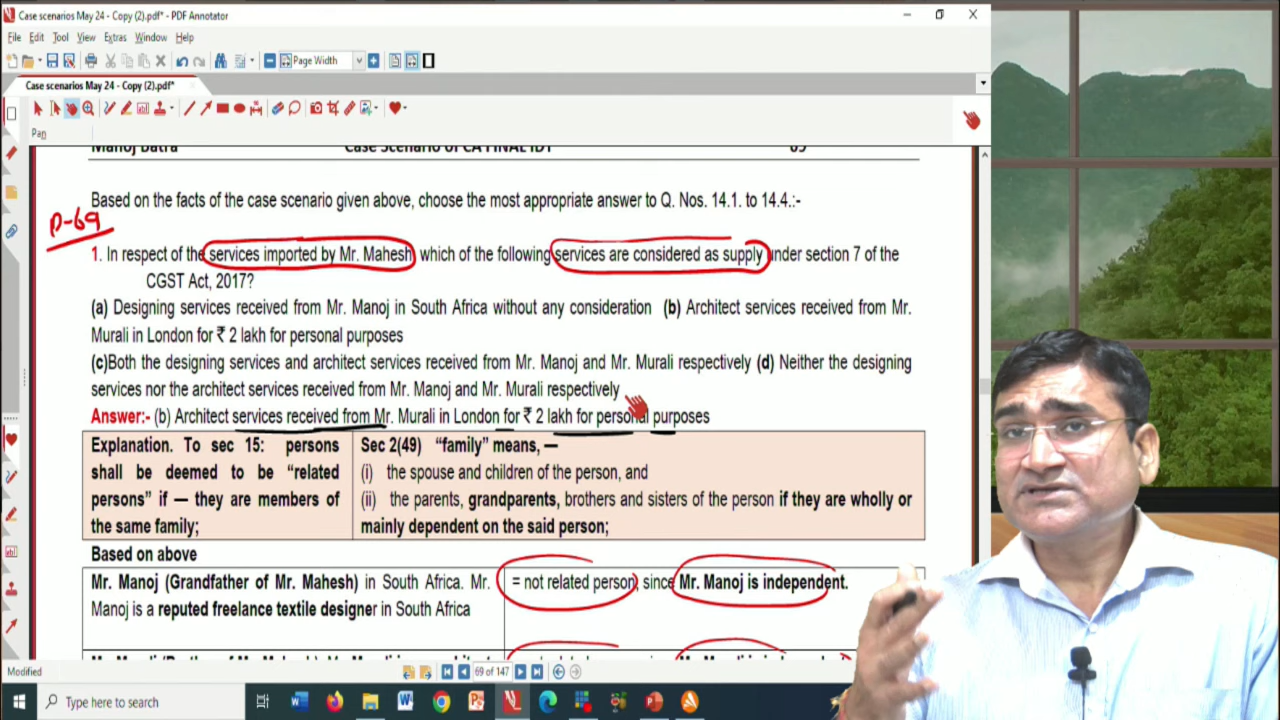 Case scenarios May 24 - Copy (2).pdf* - PDF Annotator
File Edit Tool View Extras Window Help
Page Width
Case scenarios May 24 - Copy (2).pdf*
Pan
Manoj Batra Case Scenario of CA FINAL IDT 69
Based on the facts of the case scenario given above, choose the most appropriate answer to Q. Nos. 14.1. to 14.4.:-
P-69
1. In respect of the services imported by Mr. Mahesh which of the following services are considered as supply under section 7 of the
CGST Act, 2017?
(a) Designing services received from Mr. Manoj in South Africa without any consideration (b) Architect services received from Mr.
Murali in London for ₹ 2 lakh for personal purposes
(c)Both the designing services and architect services received from Mr. Manoj and Mr. Murali respectively (d) Neither the designing
services nor the architect services received from Mr. Manoj and Mr. Murali respectively
Answer:- (b) Architect services received from Mr. Murali in London for ₹ 2 lakh for personal purposes
Explanation. To sec 15: persons
shall be deemed to be “related
persons” if — they are members of
the same family;
Sec 2(49) “family” means, —
(i) the spouse and children of the person, and
(ii) the parents, grandparents, brothers and sisters of the person if they are wholly or
mainly dependent on the said person;
Based on above
Mr. Manoj (Grandfather of Mr. Mahesh) in South Africa. Mr.
Manoj is a reputed freelance textile designer in South Africa
= not related person, since Mr. Manoj is independent.
Modified
69 of 147
Type here to search